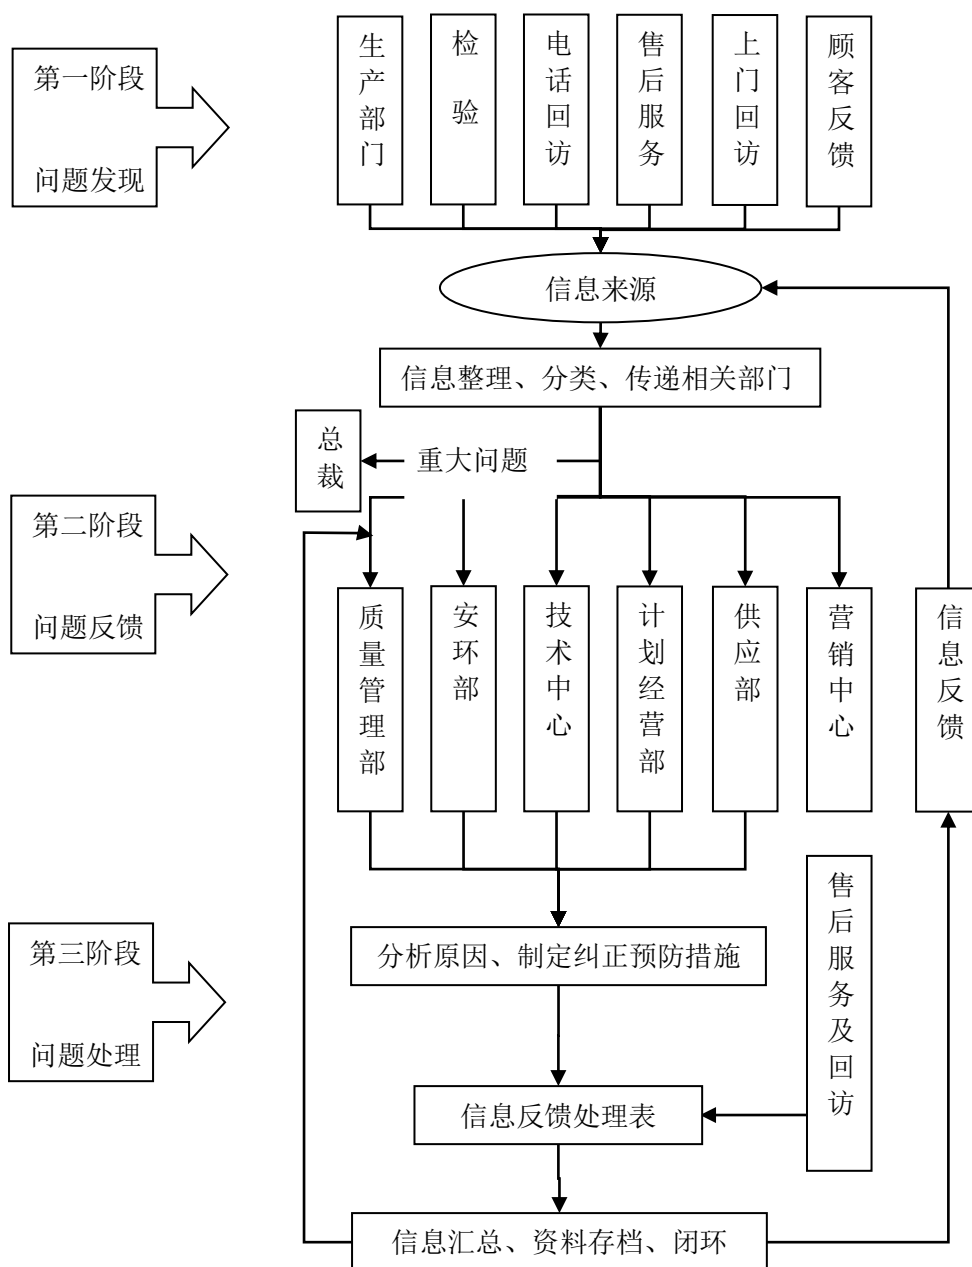 第一阶段
问题发现
生产部门
检验
电话回访
售后服务
上门回访
顾客反馈
信息来源
信息整理、分类、传递相关部门
总裁
重大问题
第二阶段
问题反馈
质量管理部
安环部
技术中心
计划经营部
供应部
营销中心
信息反馈
第三阶段
问题处理
分析原因、制定纠正预防措施
售后服务及回访
信息反馈处理表
信息汇总、资料存档、闭环